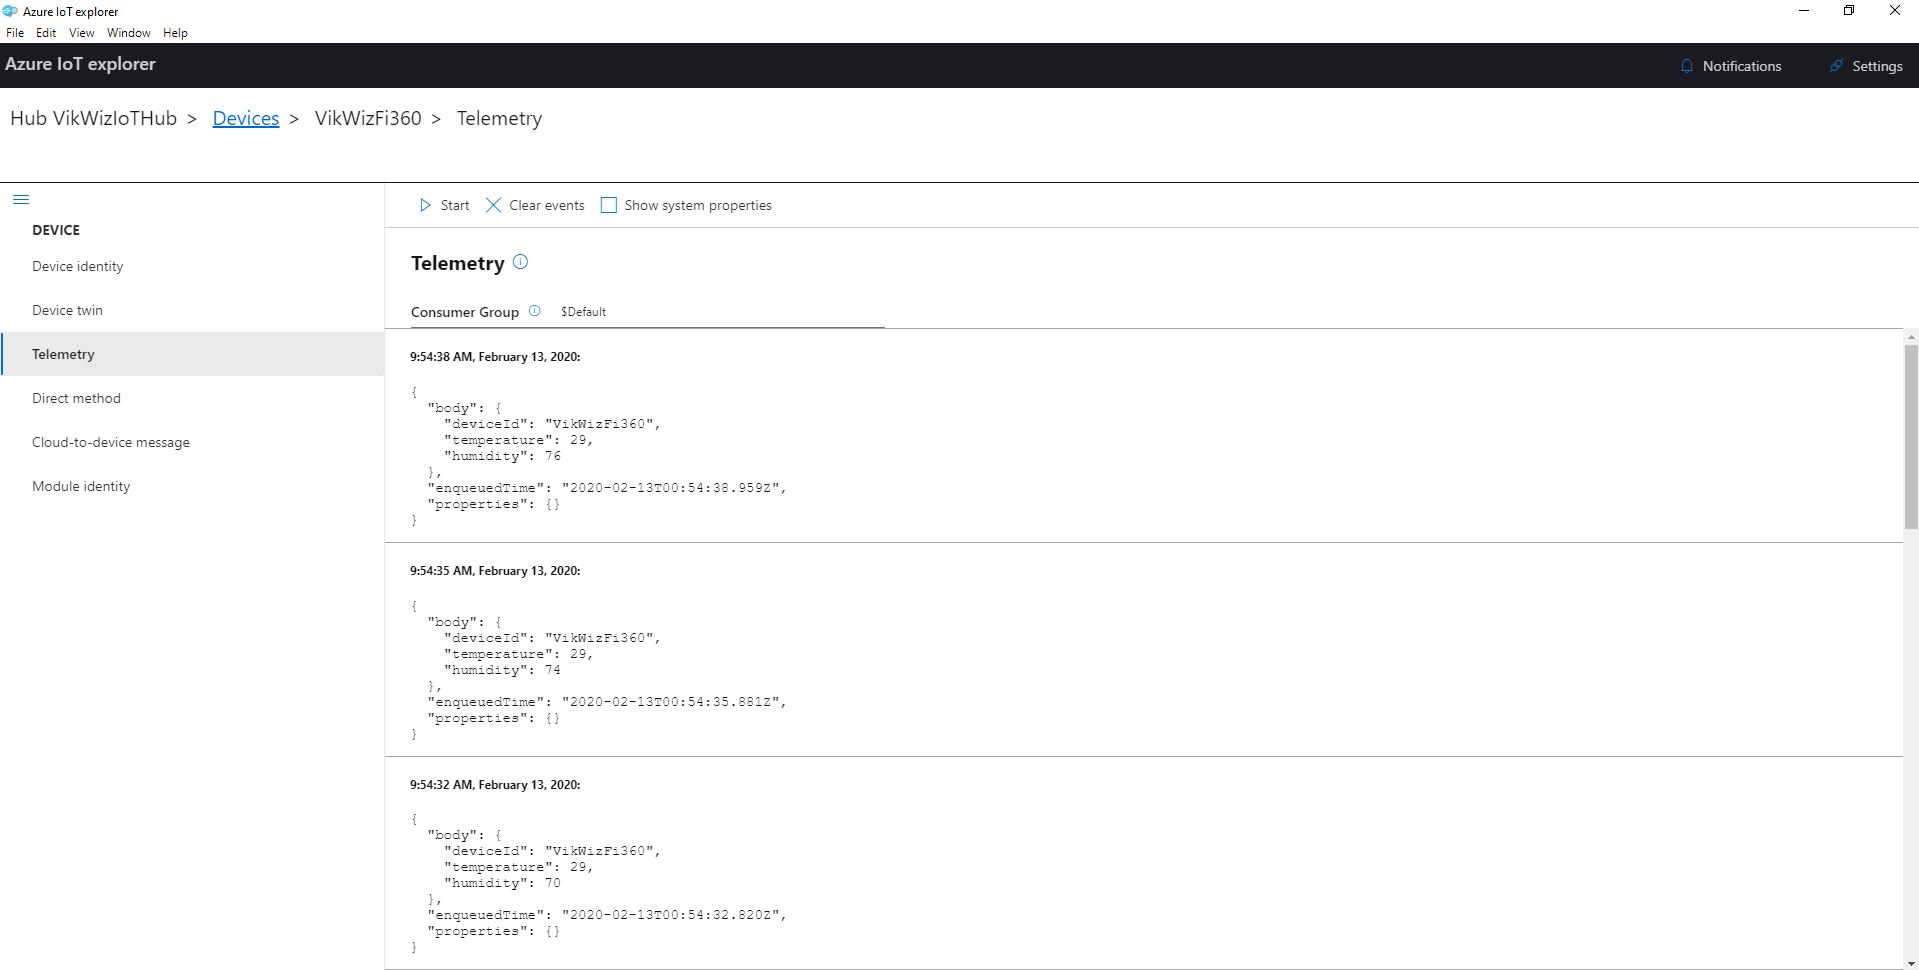 Azure IoT explorer
File Edit View Window Help
Azure IoT explorer
Notifications Settings
Hub VikWizIoTHub > Devices > VikWizFi360 > Telemetry
Start Clear events Show system properties
DEVICE
Device identity
Device twin
Telemetry
Direct method
Cloud-to-device message
Module identity
Telemetry
Consumer Group $Default
9:54:38 AM, February 13, 2020:
{
"body": {
"deviceId": "VikWizFi360",
"temperature": 29,
"humidity": 76
},
"enqueuedTime": "2020-02-13T00:54:38.959Z",
"properties": {}
}
9:54:35 AM, February 13, 2020:
{
"body": {
"deviceId": "VikWizFi360",
"temperature": 29,
"humidity": 74
},
"enqueuedTime": "2020-02-13T00:54:35.881Z",
"properties": {}
}
9:54:32 AM, February 13, 2020:
{
"body": {
"deviceId": "VikWizFi360",
"temperature": 29,
"humidity": 70
},
"enqueuedTime": "2020-02-13T00:54:32.820Z",
"properties": {}
}